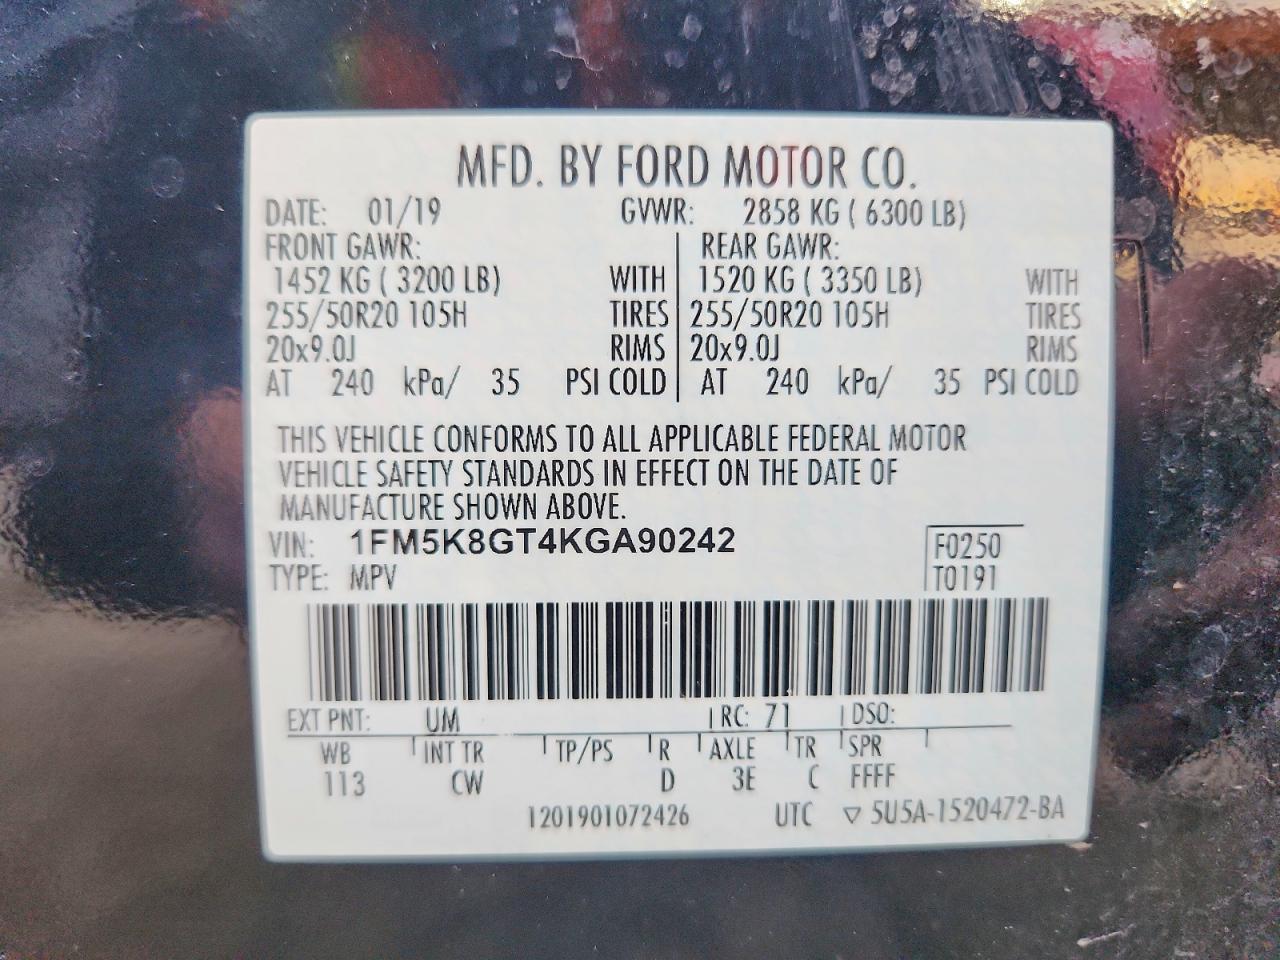 MFD. BY FORD MOTOR CO.
DATE: 01/19 GVWR: 2858 KG ( 6300 LB)
FRONT GAWR: REAR GAWR:
1452 KG ( 3200 LB) WITH 1520 KG ( 3350 LB) WITH
255/50R20 105H TIRES 255/50R20 105H TIRES
20x9.0J RIMS 20x9.0J RIMS
AT 240 kPa/ 35 PSI COLD AT 240 kPa/ 35 PSI COLD
THIS VEHICLE CONFORMS TO ALL APPLICABLE FEDERAL MOTOR
VEHICLE SAFETY STANDARDS IN EFFECT ON THE DATE OF
MANUFACTURE SHOWN ABOVE.
VIN: 1FM5K8GT4KGA90242 F0250
TYPE: MPV T0191
EXT PNT: UM RC: 71 DSO:
WB INT TR TP/PS R AXLE TR SPR
113 CW D 3E C FFFF
1201901072426 UTC ▽ 5U5A-1520472-BA